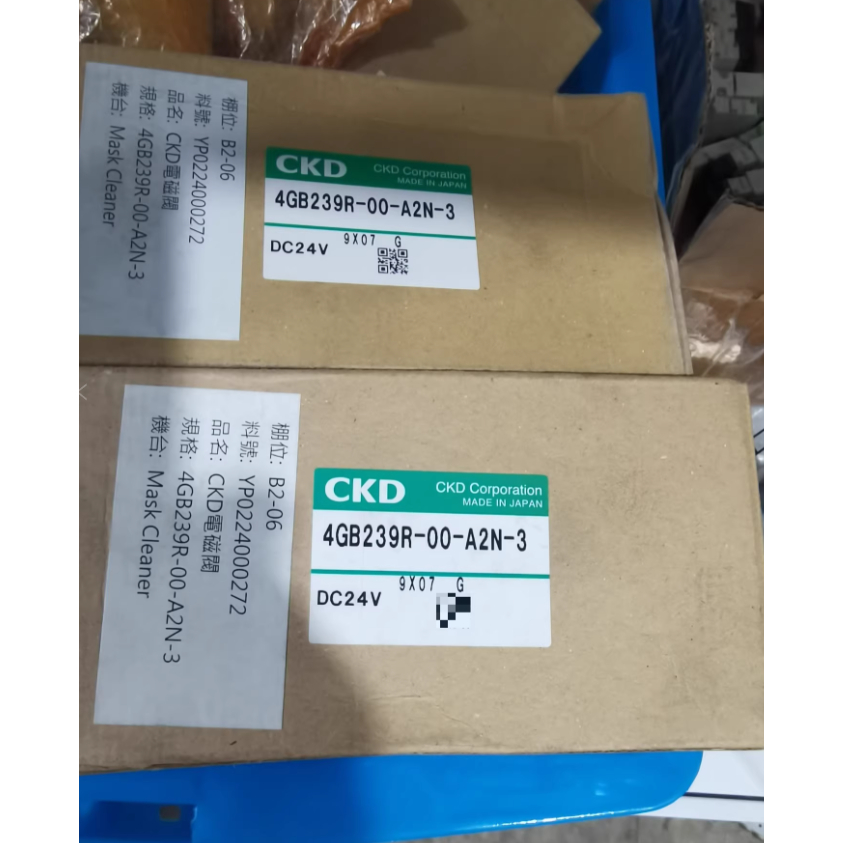 棚位: B2-06
料號: YP0224000272
品名: CKD電磁閥
規格: 4GB239R-00-A2N-3
機台: Mask Cleaner
CKD CKD Corporation
MADE IN JAPAN
4GB239R-00-A2N-3
9X07 G
DC24V
棚位: B2-06
料號: YP0224000272
品名: CKD電磁閥
規格: 4GB239R-00-A2N-3
機台: Mask Cleaner
CKD CKD Corporation
MADE IN JAPAN
4GB239R-00-A2N-3
9X07 G
DC24V